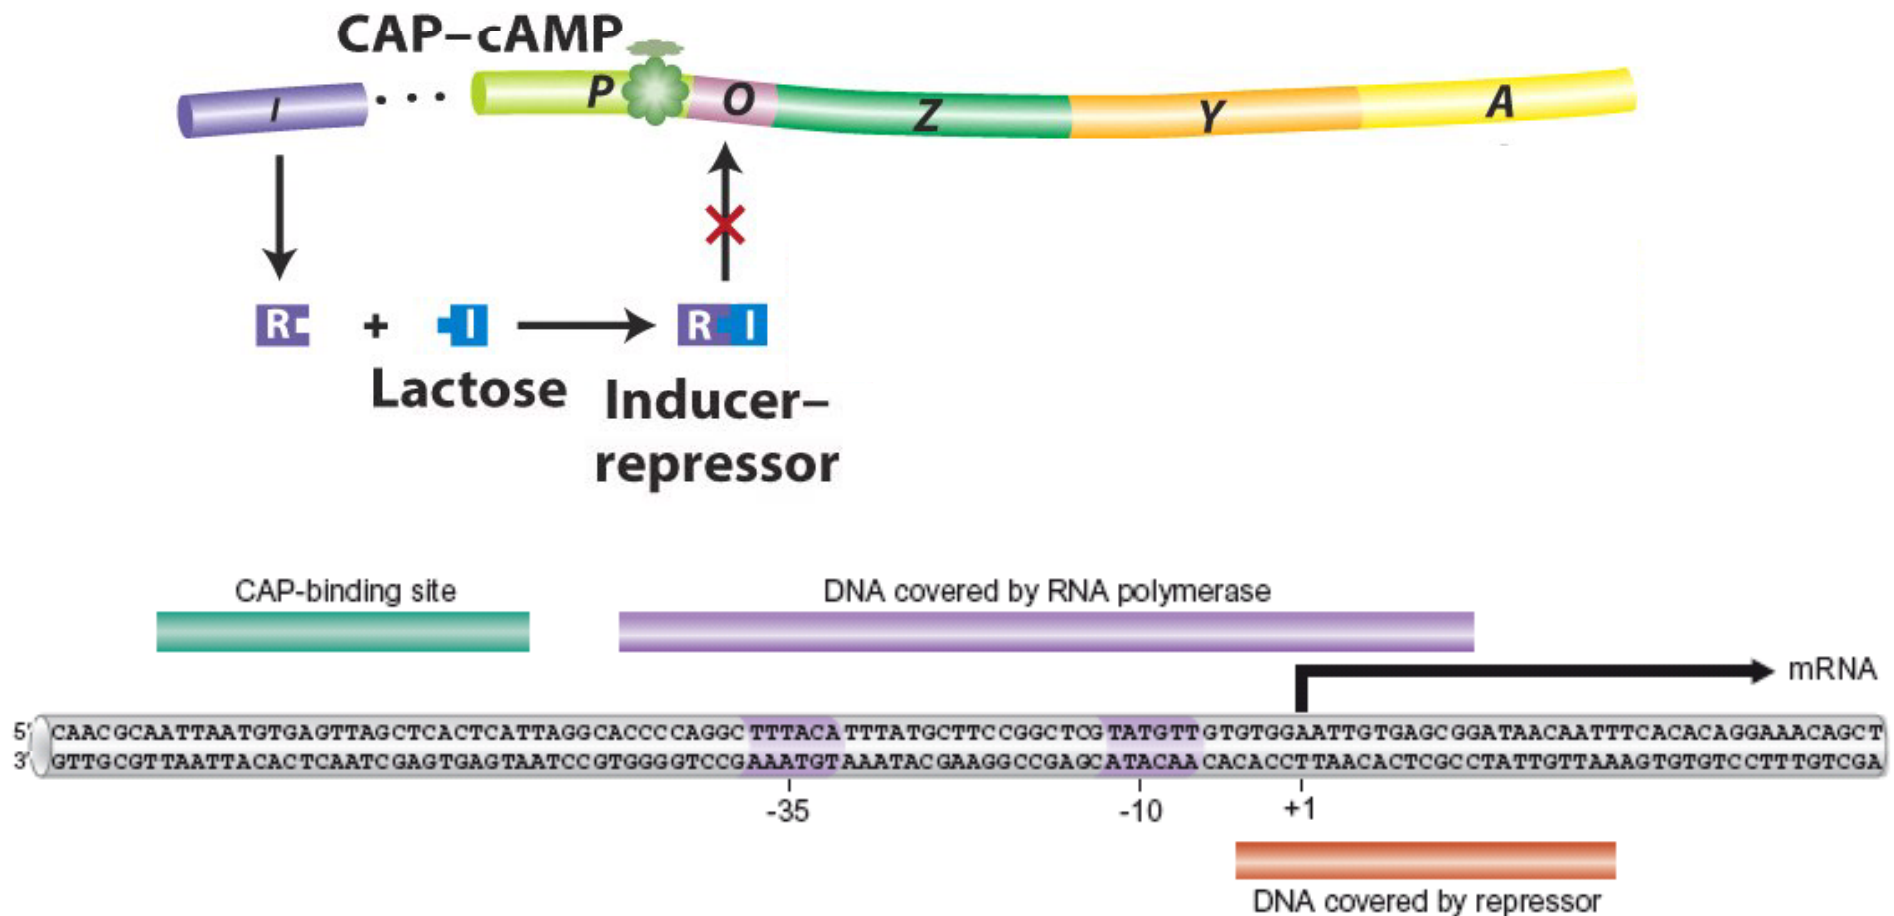 CAP–cAMP
I
P
O
Z
Y
A
R
+
I
R I
Lactose
Inducer–
repressor
CAP-binding site
DNA covered by RNA polymerase
mRNA
5' CAACGCAATTAATGTGAGTTAGCTCACTCATTAGGCACCCCAGGCTTTACATTTATGCTTCCGGCTCGTATGTTGTGTGGAATTGTGAGCGGATAACAATTTCACACAGGAAACAGCT
3' GTTGCGTTAATTACACTCAATCGAGTGAGTAATCCGTGGGGTCCGAAATGTAAATACGAAGGCCGAGCATACAACACACCTTAACACTCGCCTATTGTTAAAGTGTGTCCTTTGTCGA
-35
-10
+1
DNA covered by repressor